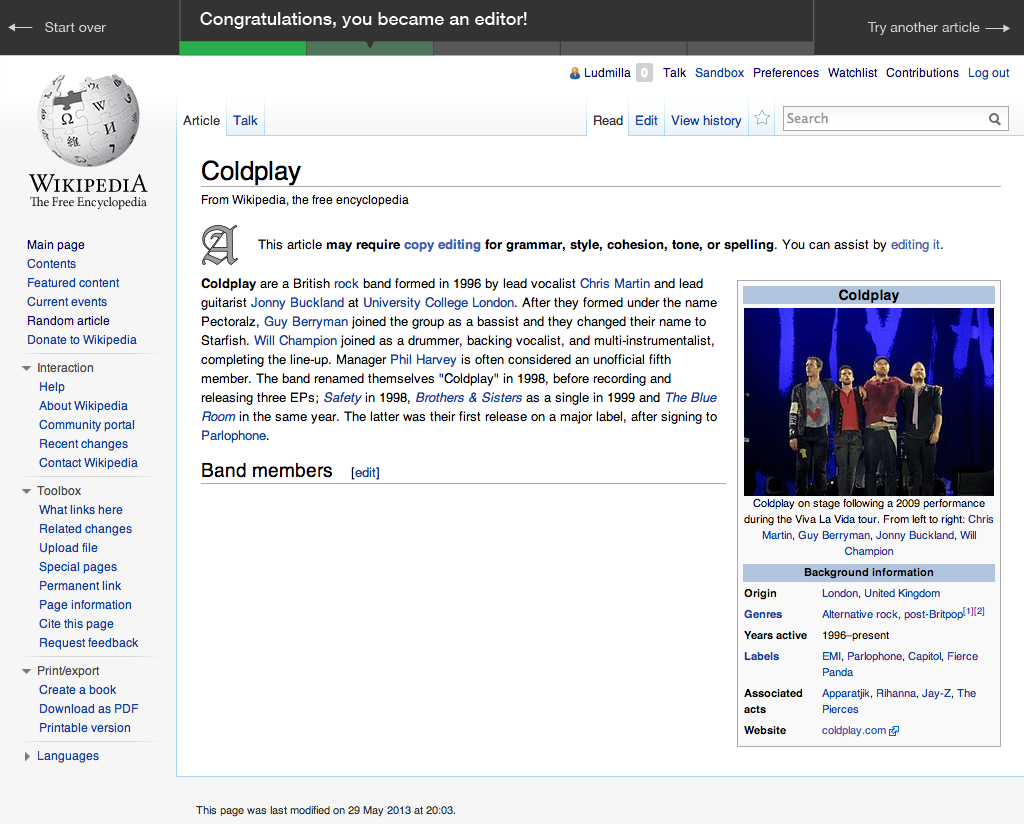 Start over
Congratulations, you became an editor!
Try another article
Ludmilla 0 Talk Sandbox Preferences Watchlist Contributions Log out
Article Talk
Read Edit View history
Search
Ω W И 維
WIKIPEDIA
The Free Encyclopedia
Main page
Contents
Featured content
Current events
Random article
Donate to Wikipedia
Interaction
Help
About Wikipedia
Community portal
Recent changes
Contact Wikipedia
Toolbox
What links here
Related changes
Upload file
Special pages
Permanent link
Page information
Cite this page
Request feedback
Print/export
Create a book
Download as PDF
Printable version
Languages
Coldplay
From Wikipedia, the free encyclopedia
A
This article may require copy editing for grammar, style, cohesion, tone, or spelling. You can assist by editing it.
Coldplay are a British rock band formed in 1996 by lead vocalist Chris Martin and lead
guitarist Jonny Buckland at University College London. After they formed under the name
Pectoralz, Guy Berryman joined the group as a bassist and they changed their name to
Starfish. Will Champion joined as a drummer, backing vocalist, and multi-instrumentalist,
completing the line-up. Manager Phil Harvey is often considered an unofficial fifth
member. The band renamed themselves "Coldplay" in 1998, before recording and
releasing three EPs; Safety in 1998, Brothers & Sisters as a single in 1999 and The Blue
Room in the same year. The latter was their first release on a major label, after signing to
Parlophone.
Band members [edit]
Coldplay
VIVA
Coldplay on stage following a 2009 performance
during the Viva La Vida tour. From left to right: Chris
Martin, Guy Berryman, Jonny Buckland, Will
Champion
Background information
Origin London, United Kingdom
Genres Alternative rock, post-Britpop[1][2]
Years active 1996–present
Labels EMI, Parlophone, Capitol, Fierce
Panda
Associated Apparatjik, Rihanna, Jay-Z, The
acts Pierces
Website coldplay.com
This page was last modified on 29 May 2013 at 20:03.